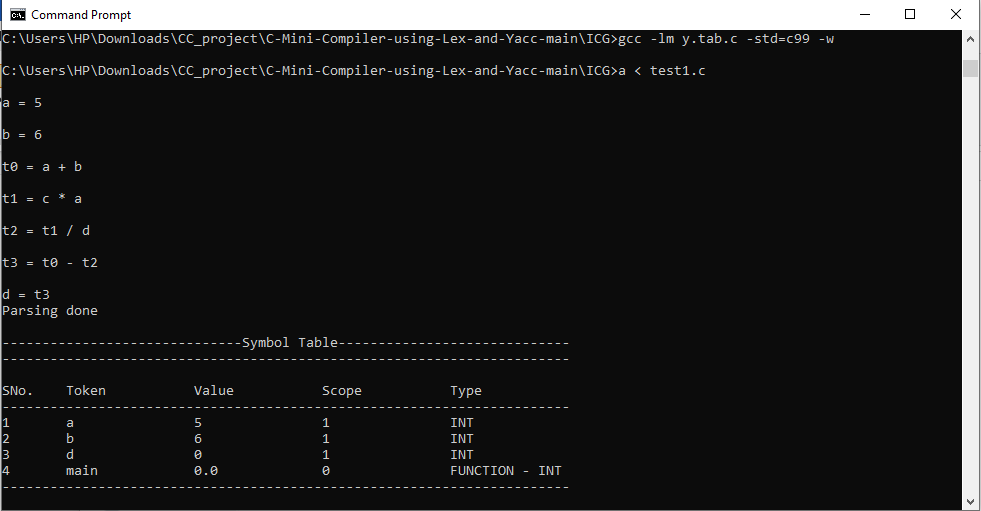 Command Prompt
C:\Users\HP\Downloads\CC_project\C-Mini-Compiler-using-Lex-and-Yacc-main\ICG>gcc -lm y.tab.c -std=c99 -w
C:\Users\HP\Downloads\CC_project\C-Mini-Compiler-using-Lex-and-Yacc-main\ICG>a < test1.c
a = 5
b = 6
t0 = a + b
t1 = c * a
t2 = t1 / d
t3 = t0 - t2
d = t3
Parsing done
------------------------------Symbol Table-----------------------------
-----------------------------------------------------------------------
SNo.    Token           Value           Scope           Type
-----------------------------------------------------------------------
1       a               5               1               INT
2       b               6               1               INT
3       d               0               1               INT
4       main            0.0             0               FUNCTION - INT
-----------------------------------------------------------------------